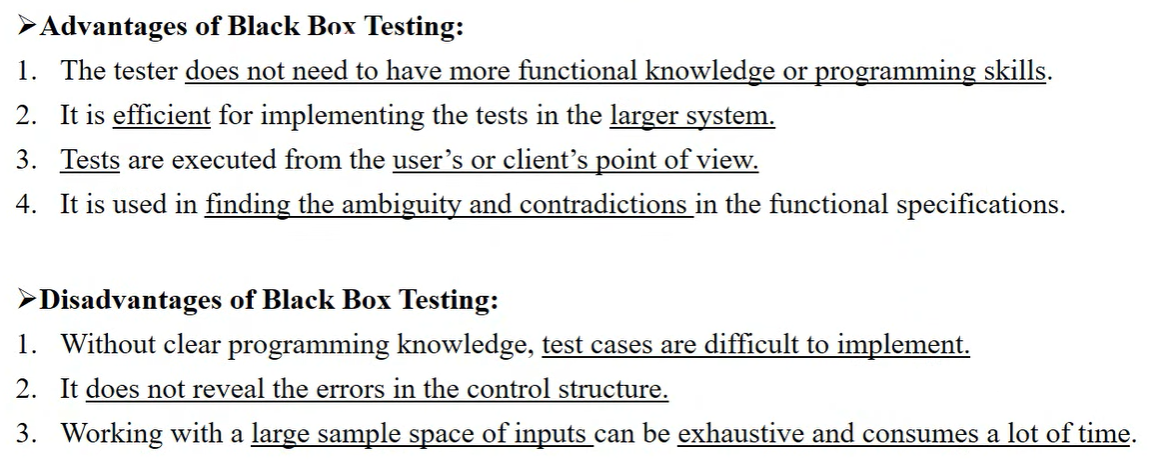 ➢Advantages of Black Box Testing:
1. The tester does not need to have more functional knowledge or programming skills.
2. It is efficient for implementing the tests in the larger system.
3. Tests are executed from the user’s or client’s point of view.
4. It is used in finding the ambiguity and contradictions in the functional specifications.
➢Disadvantages of Black Box Testing:
1. Without clear programming knowledge, test cases are difficult to implement.
2. It does not reveal the errors in the control structure.
3. Working with a large sample space of inputs can be exhaustive and consumes a lot of time.